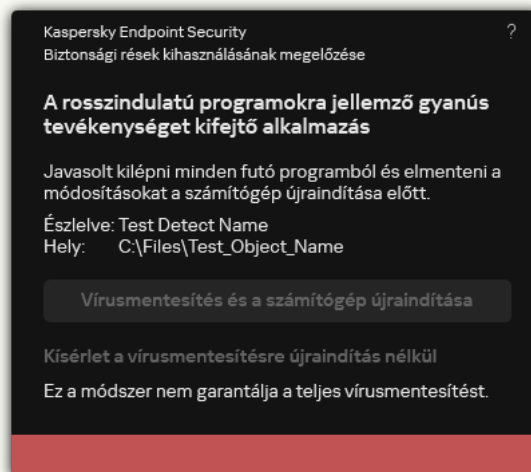 Kaspersky Endpoint Security
?
Biztonsági rések kihasználásának megelőzése
A rosszindulatú programokra jellemző gyanús
tevékenységet kifejtő alkalmazás
Javasolt kilépni minden futó programból és elmenteni a
módosításokat a számítógép újraindítása előtt.
Észlelve: Test Detect Name
Hely: C:\Files\Test_Object_Name
Vírusmentesítés és a számítógép újraindítása
Kísérlet a vírusmentesítésre újraindítás nélkül
Ez a módszer nem garantálja a teljes vírusmentesítést.